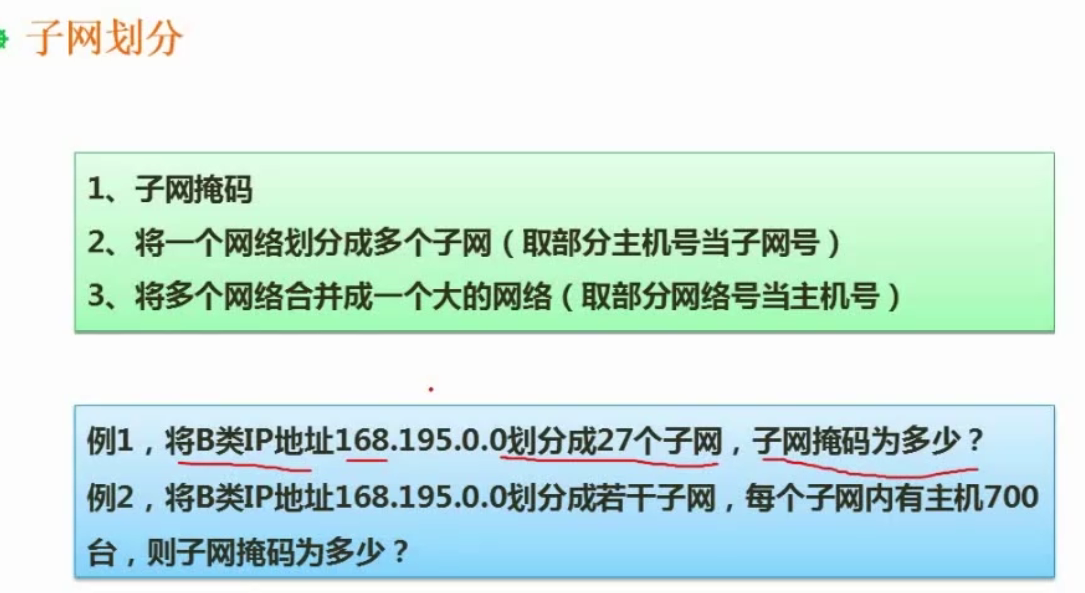 子网划分
1、子网掩码
2、将一个网络划分成多个子网（取部分主机号当子网号）
3、将多个网络合并成一个大的网络（取部分网络号当主机号）
例1，将B类IP地址168.195.0.0划分成27个子网，子网掩码为多少？
例2，将B类IP地址168.195.0.0划分成若干子网，每个子网内有主机700
台，则子网掩码为多少？